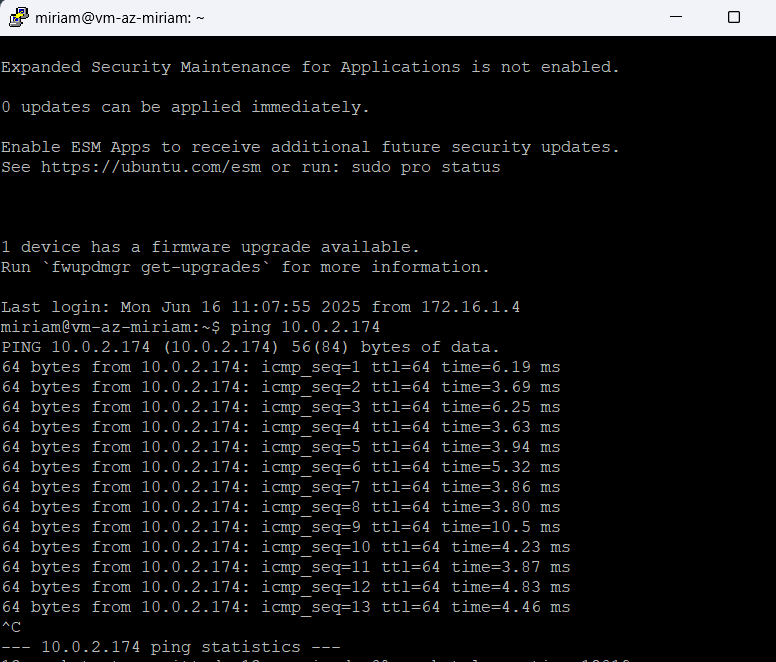 miriam@vm-az-miriam: ~
Expanded Security Maintenance for Applications is not enabled.
0 updates can be applied immediately.
Enable ESM Apps to receive additional future security updates.
See https://ubuntu.com/esm or run: sudo pro status
1 device has a firmware upgrade available.
Run `fwupdmgr get-upgrades` for more information.
Last login: Mon Jun 16 11:07:55 2025 from 172.16.1.4
miriam@vm-az-miriam:~$ ping 10.0.2.174
PING 10.0.2.174 (10.0.2.174) 56(84) bytes of data.
64 bytes from 10.0.2.174: icmp_seq=1 ttl=64 time=6.19 ms
64 bytes from 10.0.2.174: icmp_seq=2 ttl=64 time=3.69 ms
64 bytes from 10.0.2.174: icmp_seq=3 ttl=64 time=6.25 ms
64 bytes from 10.0.2.174: icmp_seq=4 ttl=64 time=3.63 ms
64 bytes from 10.0.2.174: icmp_seq=5 ttl=64 time=3.94 ms
64 bytes from 10.0.2.174: icmp_seq=6 ttl=64 time=5.32 ms
64 bytes from 10.0.2.174: icmp_seq=7 ttl=64 time=3.86 ms
64 bytes from 10.0.2.174: icmp_seq=8 ttl=64 time=3.80 ms
64 bytes from 10.0.2.174: icmp_seq=9 ttl=64 time=10.5 ms
64 bytes from 10.0.2.174: icmp_seq=10 ttl=64 time=4.23 ms
64 bytes from 10.0.2.174: icmp_seq=11 ttl=64 time=3.87 ms
64 bytes from 10.0.2.174: icmp_seq=12 ttl=64 time=4.83 ms
64 bytes from 10.0.2.174: icmp_seq=13 ttl=64 time=4.46 ms
^C
--- 10.0.2.174 ping statistics ---